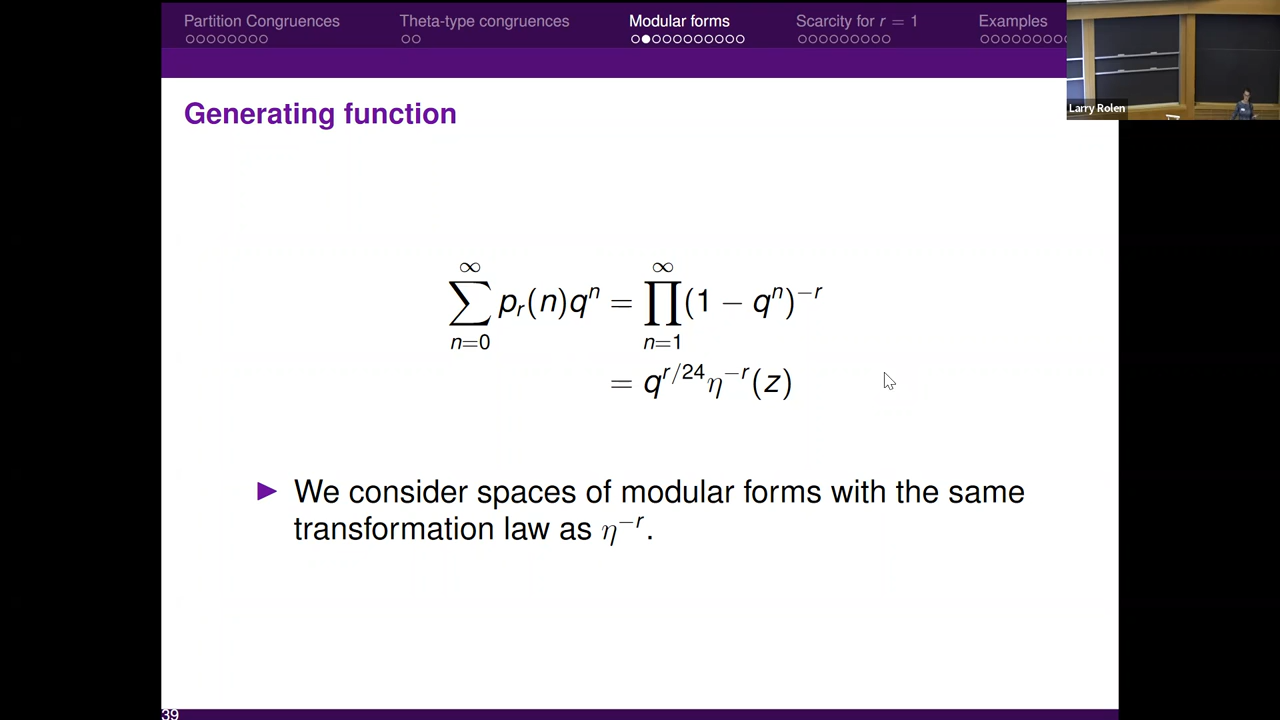 Partition Congruences Theta-type congruences Modular forms Scarcity for r = 1 Examples
Larry Rolen
Generating function
∞ ∞
∑ p_r(n)q^n = ∏ (1 − q^n)^{−r}
n=0 n=1
= q^{r/24} η^{−r}(z)
We consider spaces of modular forms with the same
transformation law as η^{−r}.
39